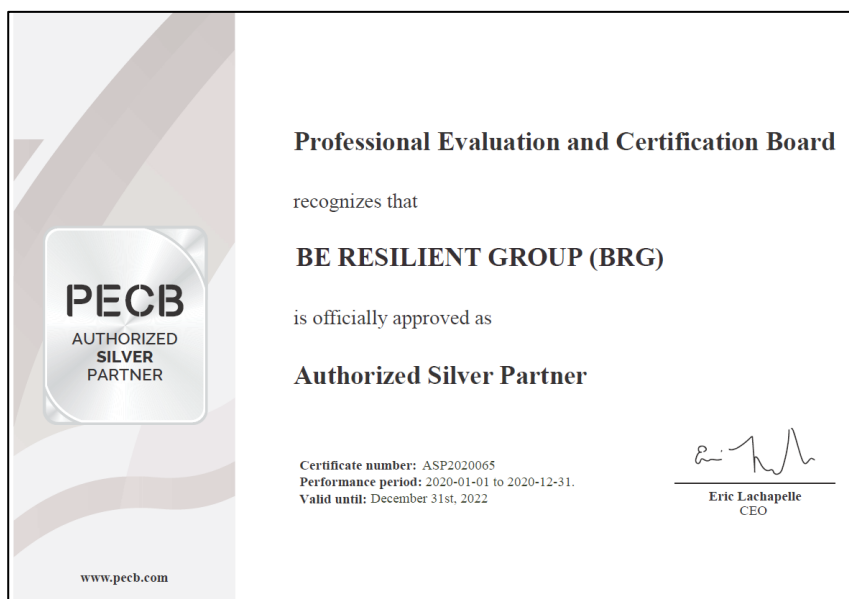 PECB
AUTHORIZED
SILVER
PARTNER
www.pecb.com
Professional Evaluation and Certification Board
recognizes that
BE RESILIENT GROUP (BRG)
is officially approved as
Authorized Silver Partner
Certificate number: ASP2020065
Performance period: 2020-01-01 to 2020-12-31.
Valid until: December 31st, 2022
Eric Lachapelle
CEO